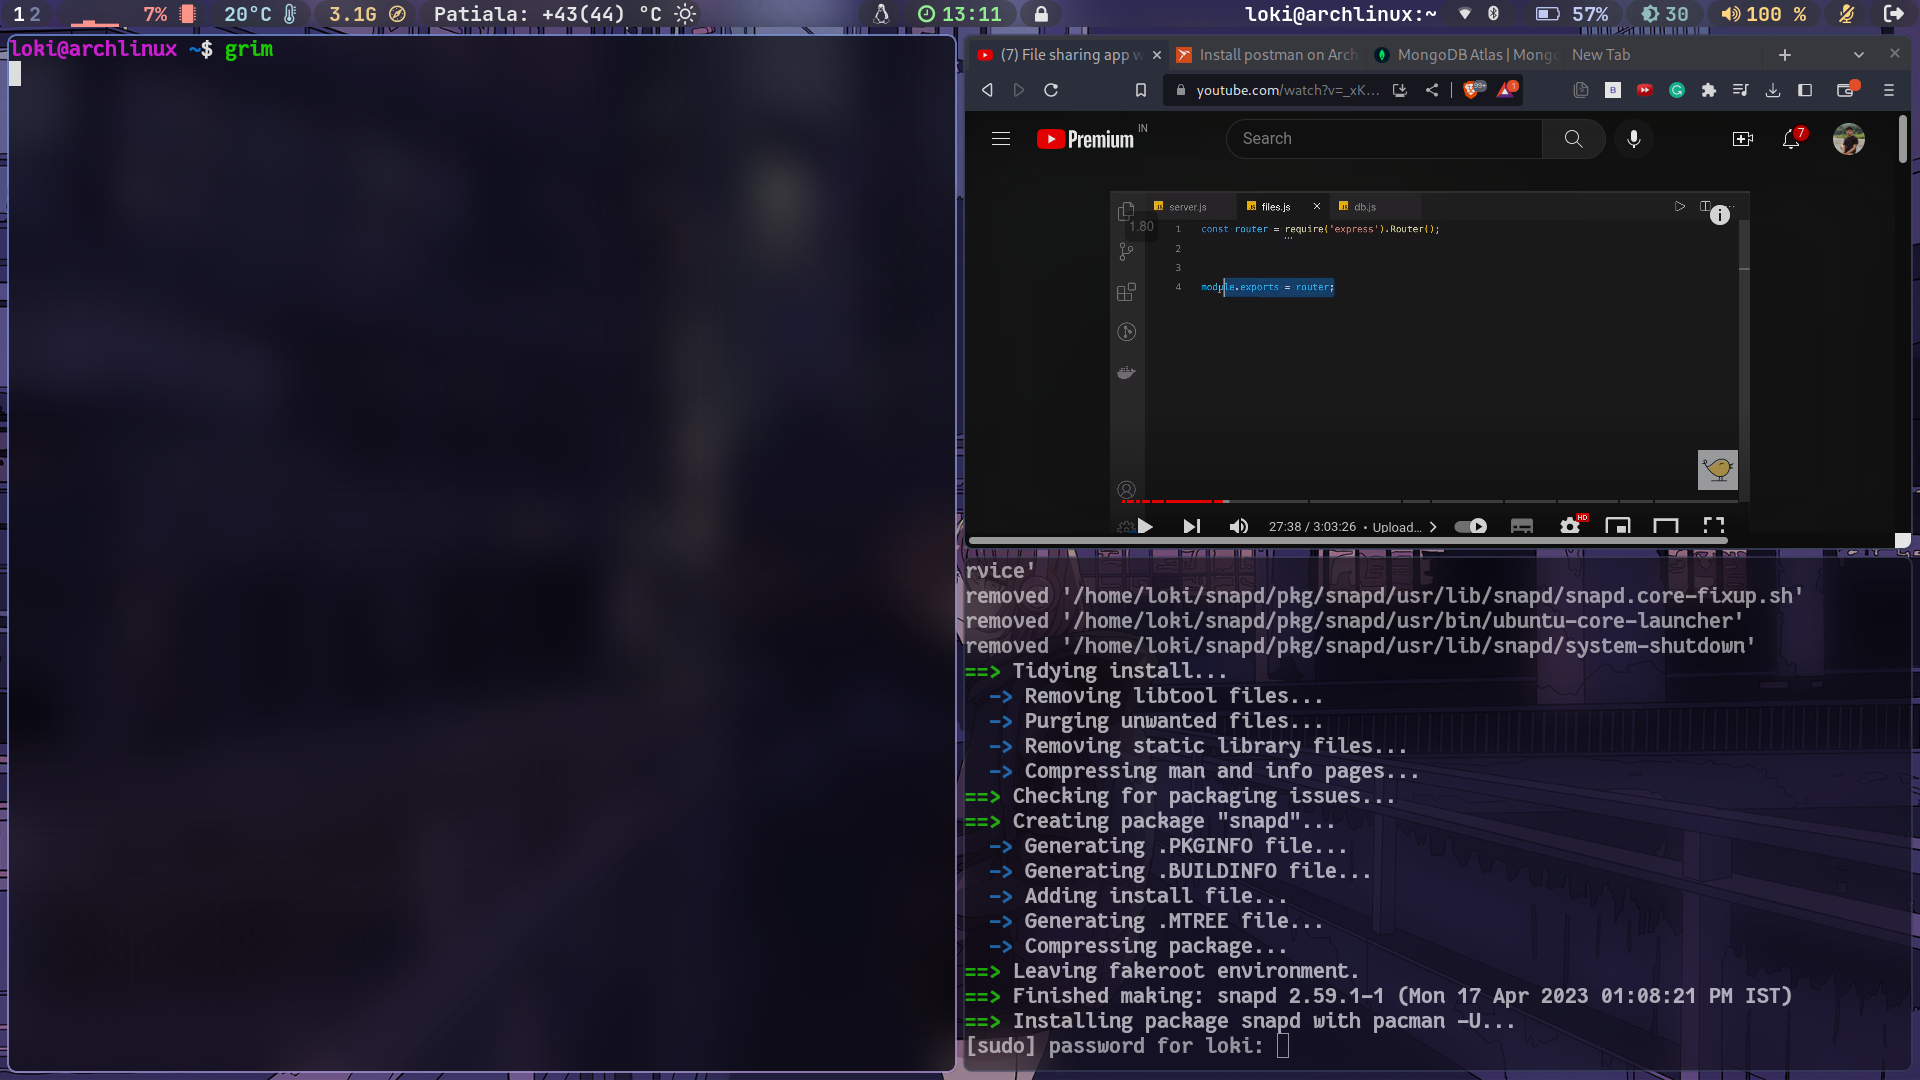 1 2 7% 20°C 3.1G Patiala: +43(44) °C 13:11 loki@archlinux:~ 57% 30 100 %
loki@archlinux ~$ grim
(7) File sharing app w Install postman on Arch MongoDB Atlas | Mongo New Tab
youtube.com/watch?v=_xK... 99+ 1
Premium IN Search 7
server.js files.js db.js
1.80
1 const router = require('express').Router();
2
3
4 module.exports = router;
27:38 / 3:03:26 • Upload... HD
rvice'
removed '/home/loki/snapd/pkg/snapd/usr/lib/snapd/snapd.core-fixup.sh'
removed '/home/loki/snapd/pkg/snapd/usr/bin/ubuntu-core-launcher'
removed '/home/loki/snapd/pkg/snapd/usr/lib/snapd/system-shutdown'
==> Tidying install...
-> Removing libtool files...
-> Purging unwanted files...
-> Removing static library files...
-> Compressing man and info pages...
==> Checking for packaging issues...
==> Creating package "snapd"...
-> Generating .PKGINFO file...
-> Generating .BUILDINFO file...
-> Adding install file...
-> Generating .MTREE file...
-> Compressing package...
==> Leaving fakeroot environment.
==> Finished making: snapd 2.59.1-1 (Mon 17 Apr 2023 01:08:21 PM IST)
==> Installing package snapd with pacman -U...
[sudo] password for loki: